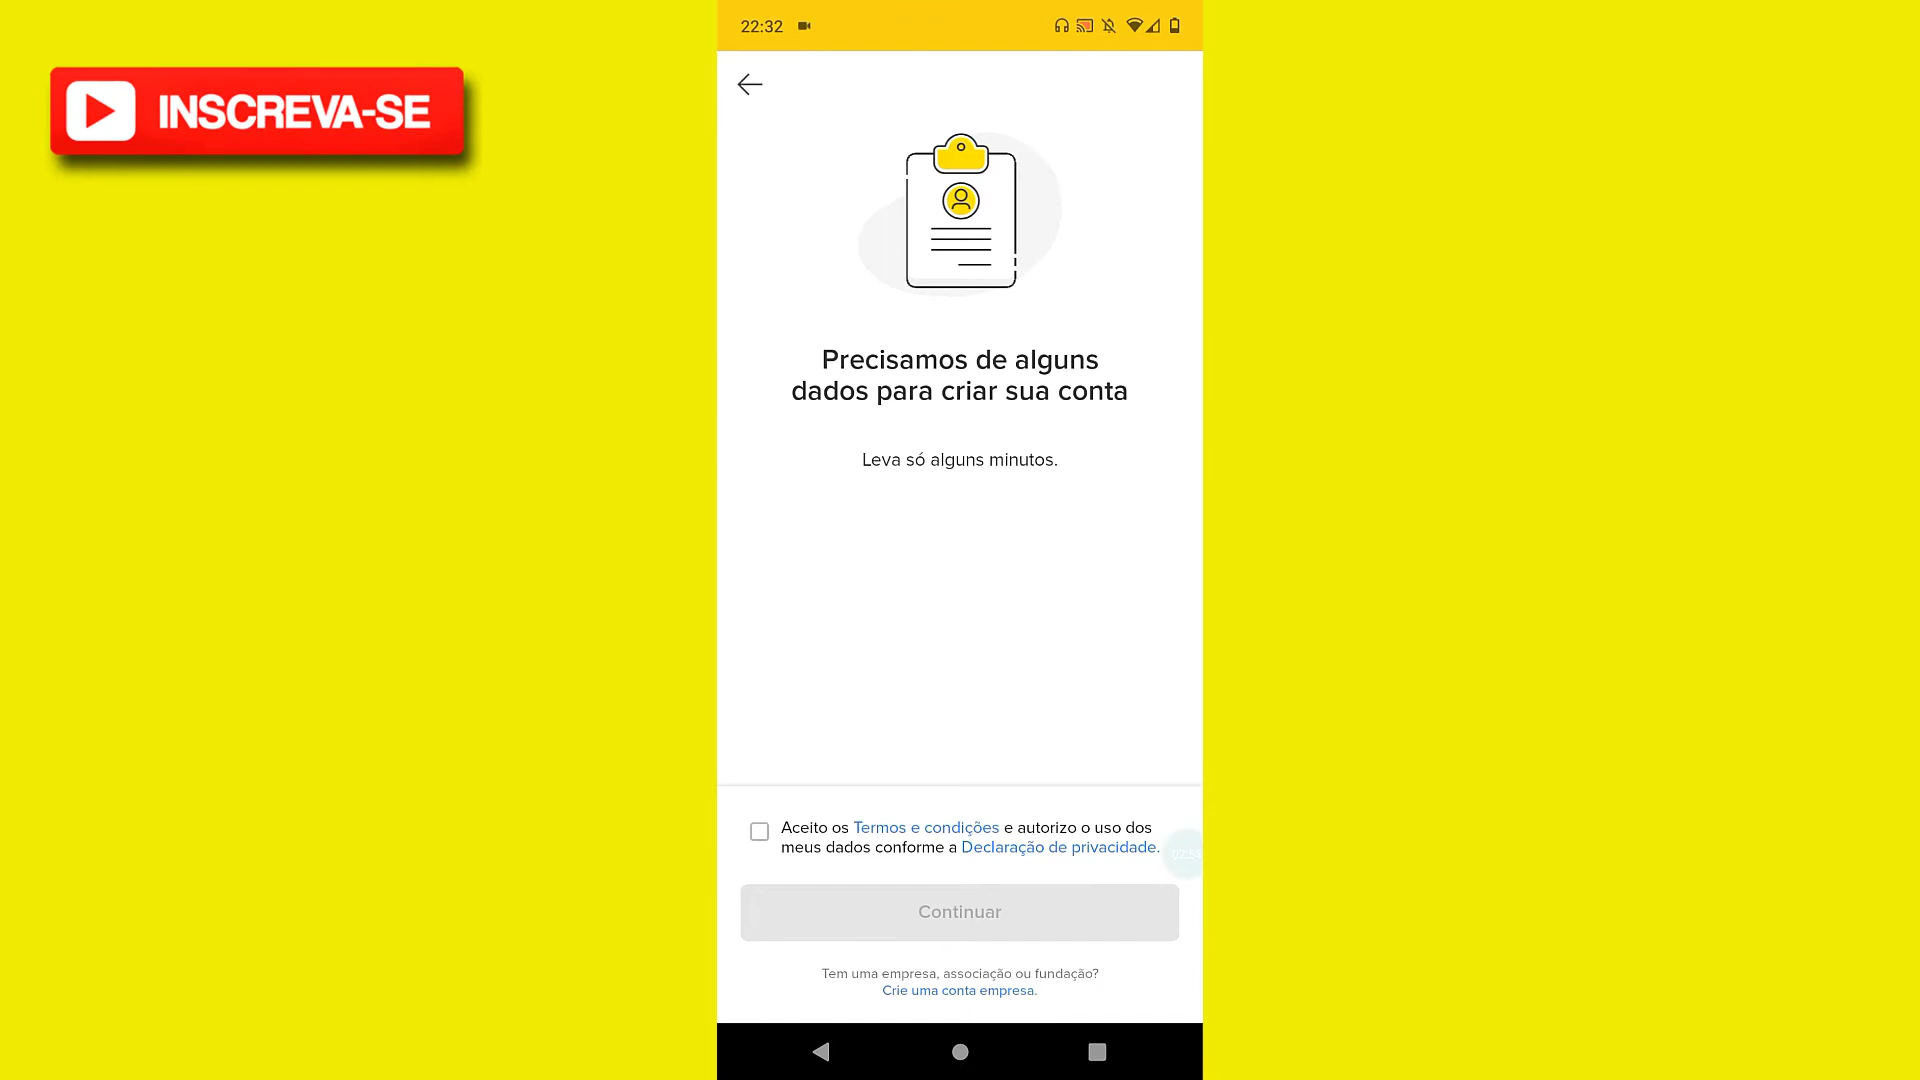 22:32
INSCREVA-SE
Precisamos de alguns
dados para criar sua conta
Leva só alguns minutos.
Aceito os Termos e condições e autorizo o uso dos
meus dados conforme a Declaração de privacidade.
Continuar
Tem uma empresa, associação ou fundação?
Crie uma conta empresa.